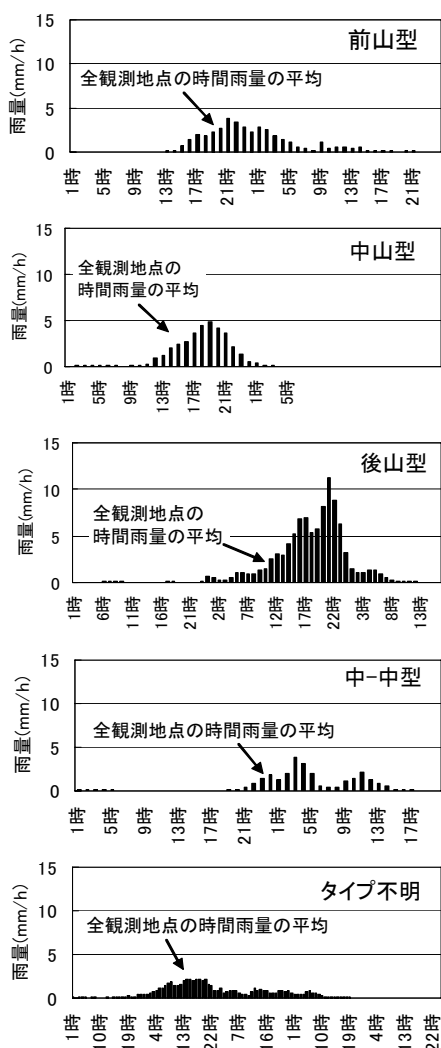 前山型
雨量(mm/h)
15
10
5
0
全観測地点の時間雨量の平均
1時 5時 9時 13時 17時 21時 1時 5時 9時 13時 17時 21時
中山型
雨量(mm/h)
15
10
5
0
全観測地点の
時間雨量の平均
1時 5時 9時 13時 17時 21時 1時 5時
後山型
雨量(mm/h)
15
10
5
0
全観測地点の
時間雨量の平均
1時 6時 11時 16時 21時 2時 7時 12時 17時 22時 3時 8時 13時
中-中型
雨量(mm/h)
15
10
5
0
全観測地点の時間雨量の平均
1時 5時 9時 13時 17時 21時 1時 5時 9時 13時 17時
タイプ不明
雨量(mm/h)
15
10
5
0
全観測地点の時間雨量の平均
1時 10時 19時 4時 13時 22時 7時 16時 1時 10時 19時 4時 13時 22時